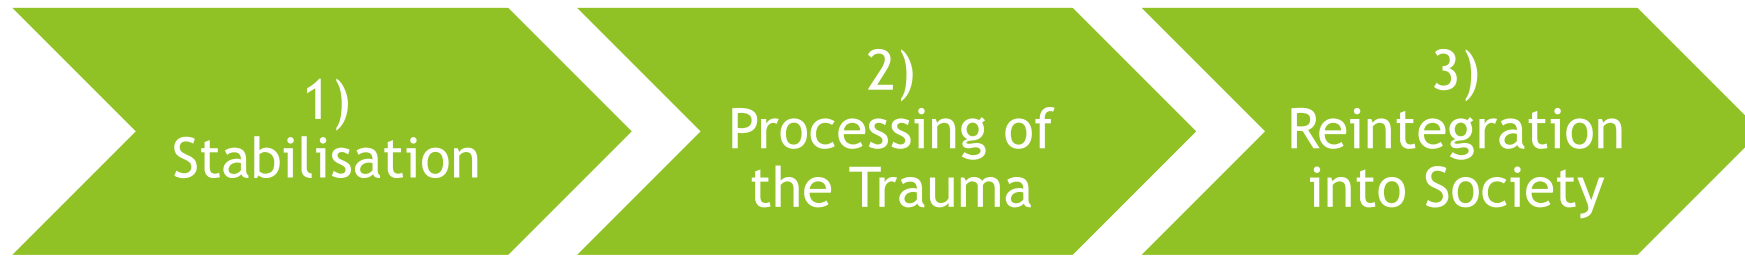 1)
Stabilisation
2)
Processing of
the Trauma
3)
Reintegration
into Society